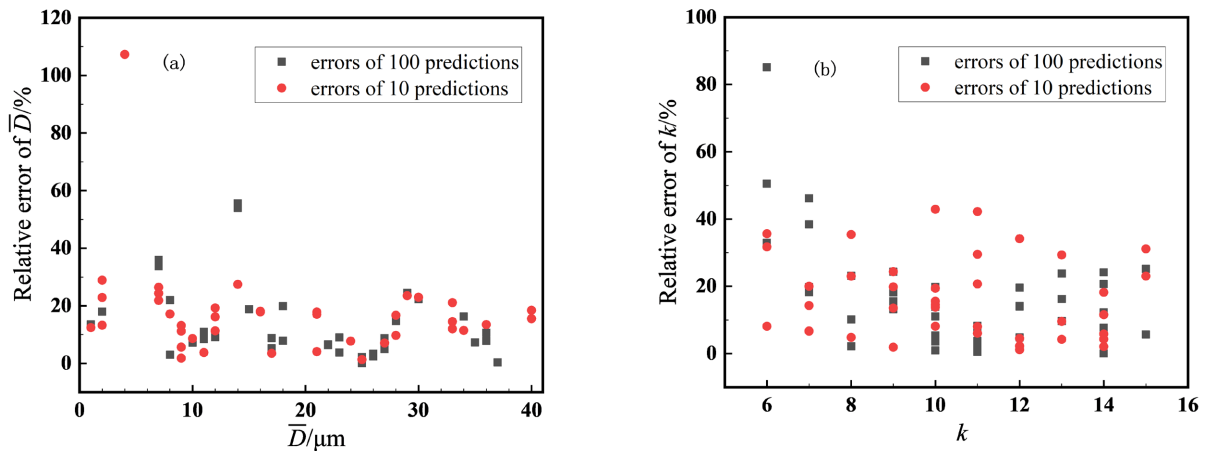 120
100
80
60
40
20
0
0
10
20
30
40
Relative error of D̅/%
D̅/μm
(a)
errors of 100 predictions
errors of 10 predictions
100
80
60
40
20
0
6
8
10
12
14
16
Relative error of k/%
k
(b)
errors of 100 predictions
errors of 10 predictions